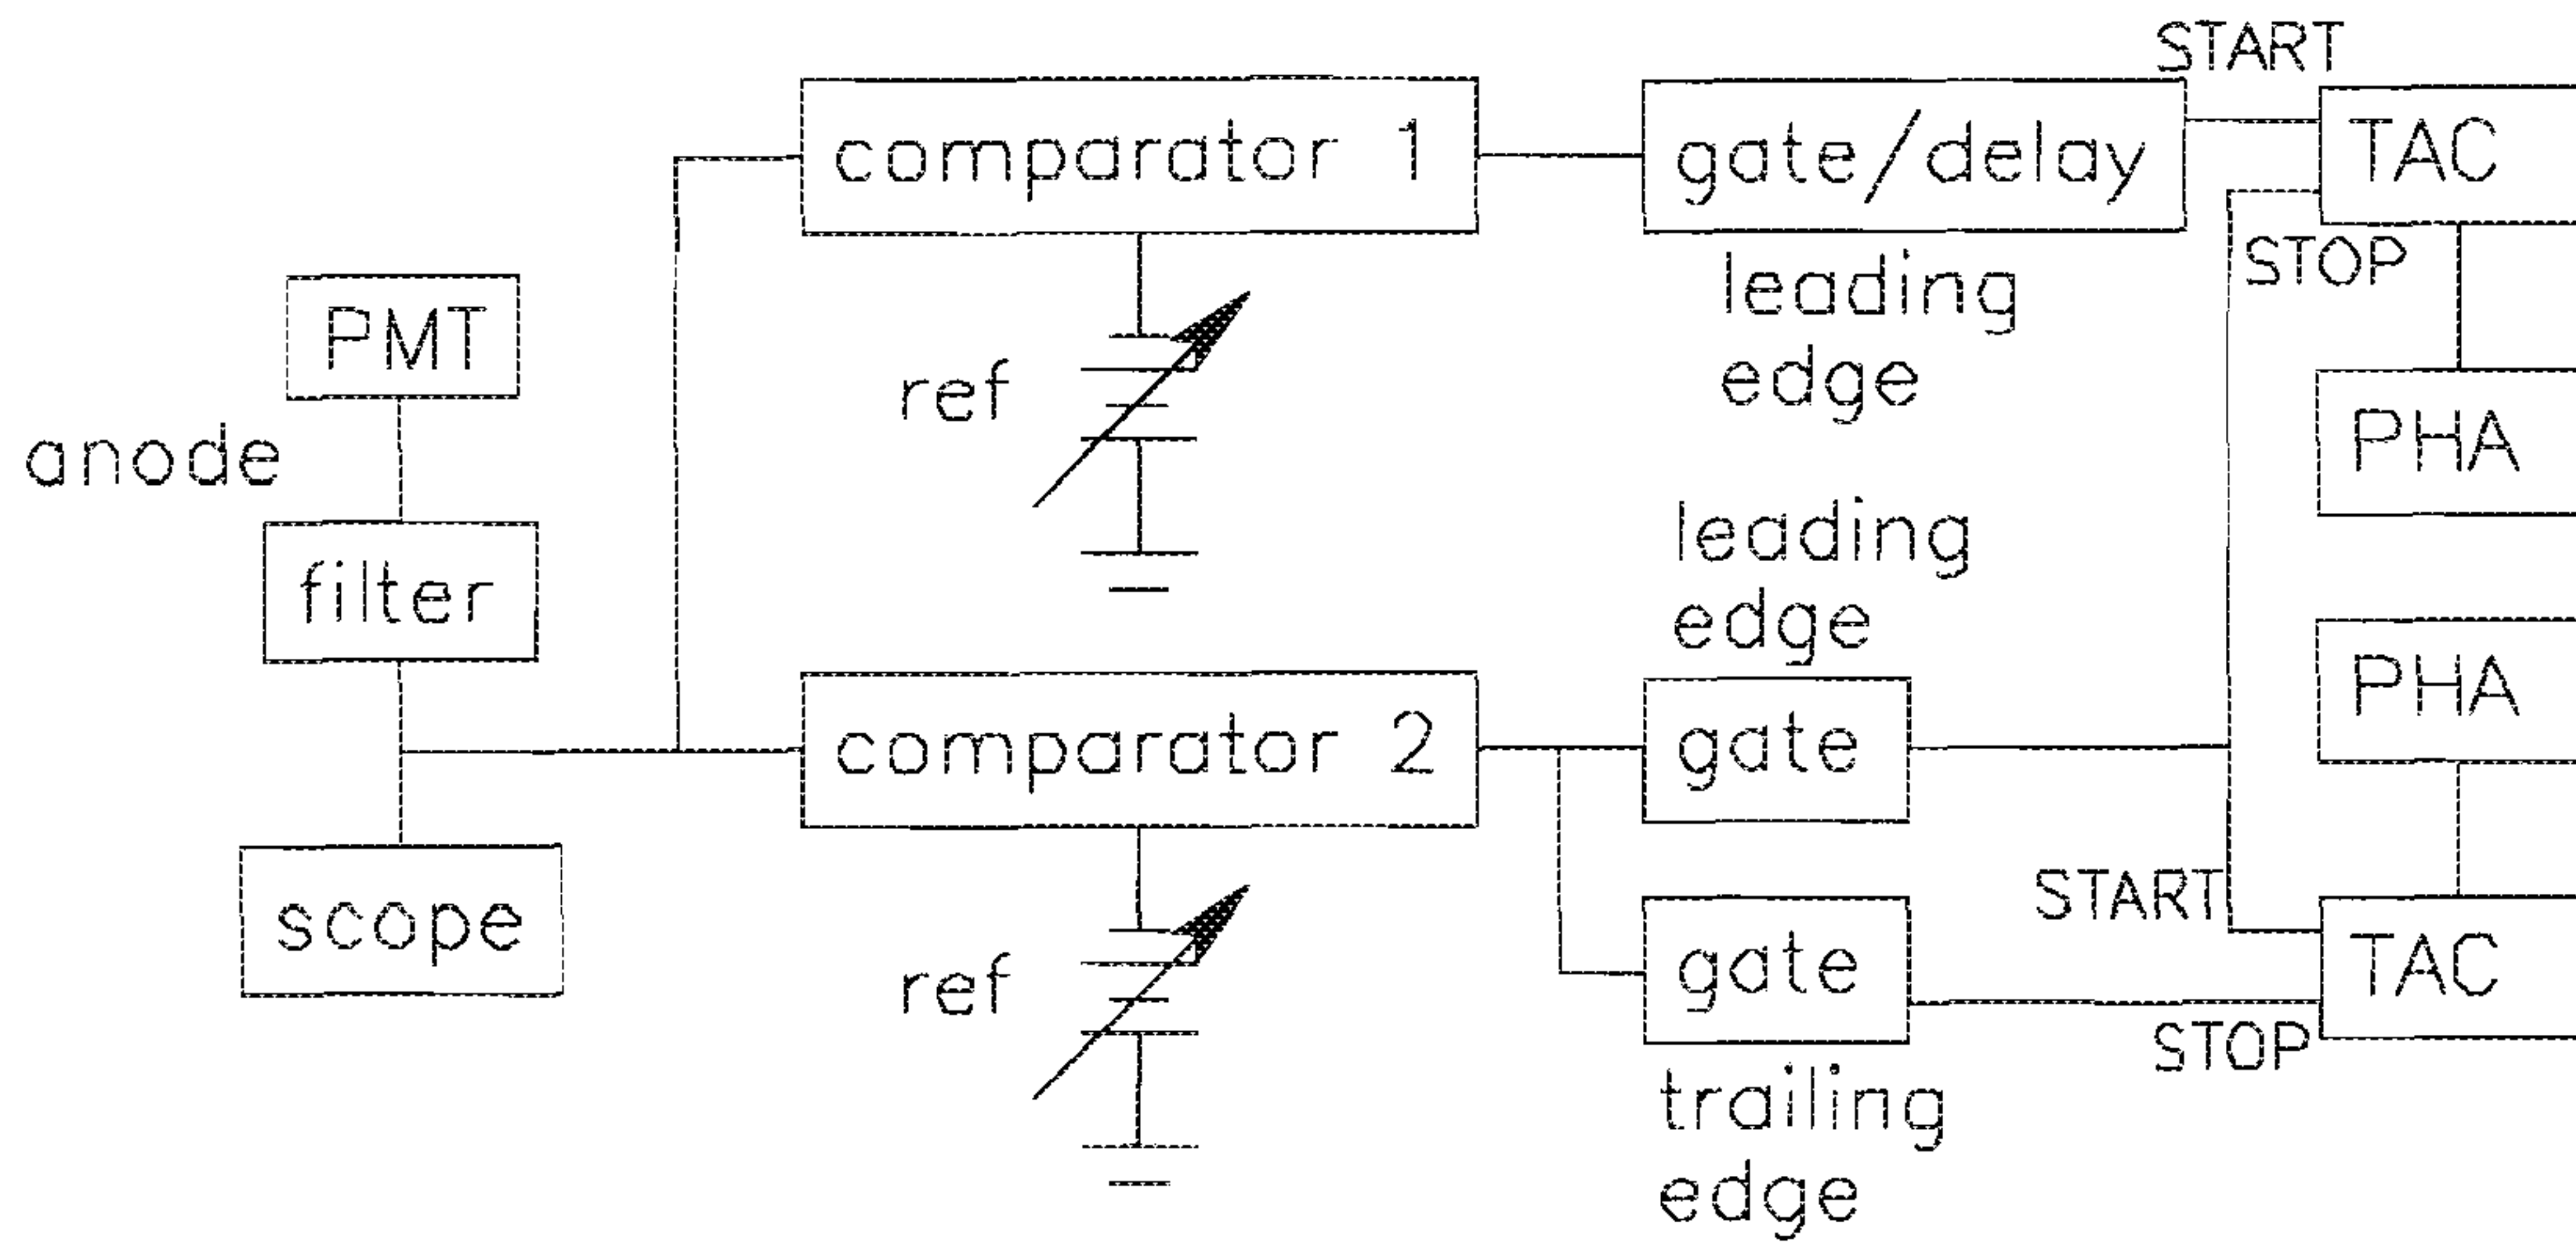 START
comparator 1
gate/delay
TAC
STOP
leading
edge
PMT
ref
anode
PHA
leading
edge
filter
PHA
comparator 2
gate
START
scope
gate
TAC
ref
STOP
trailing
edge